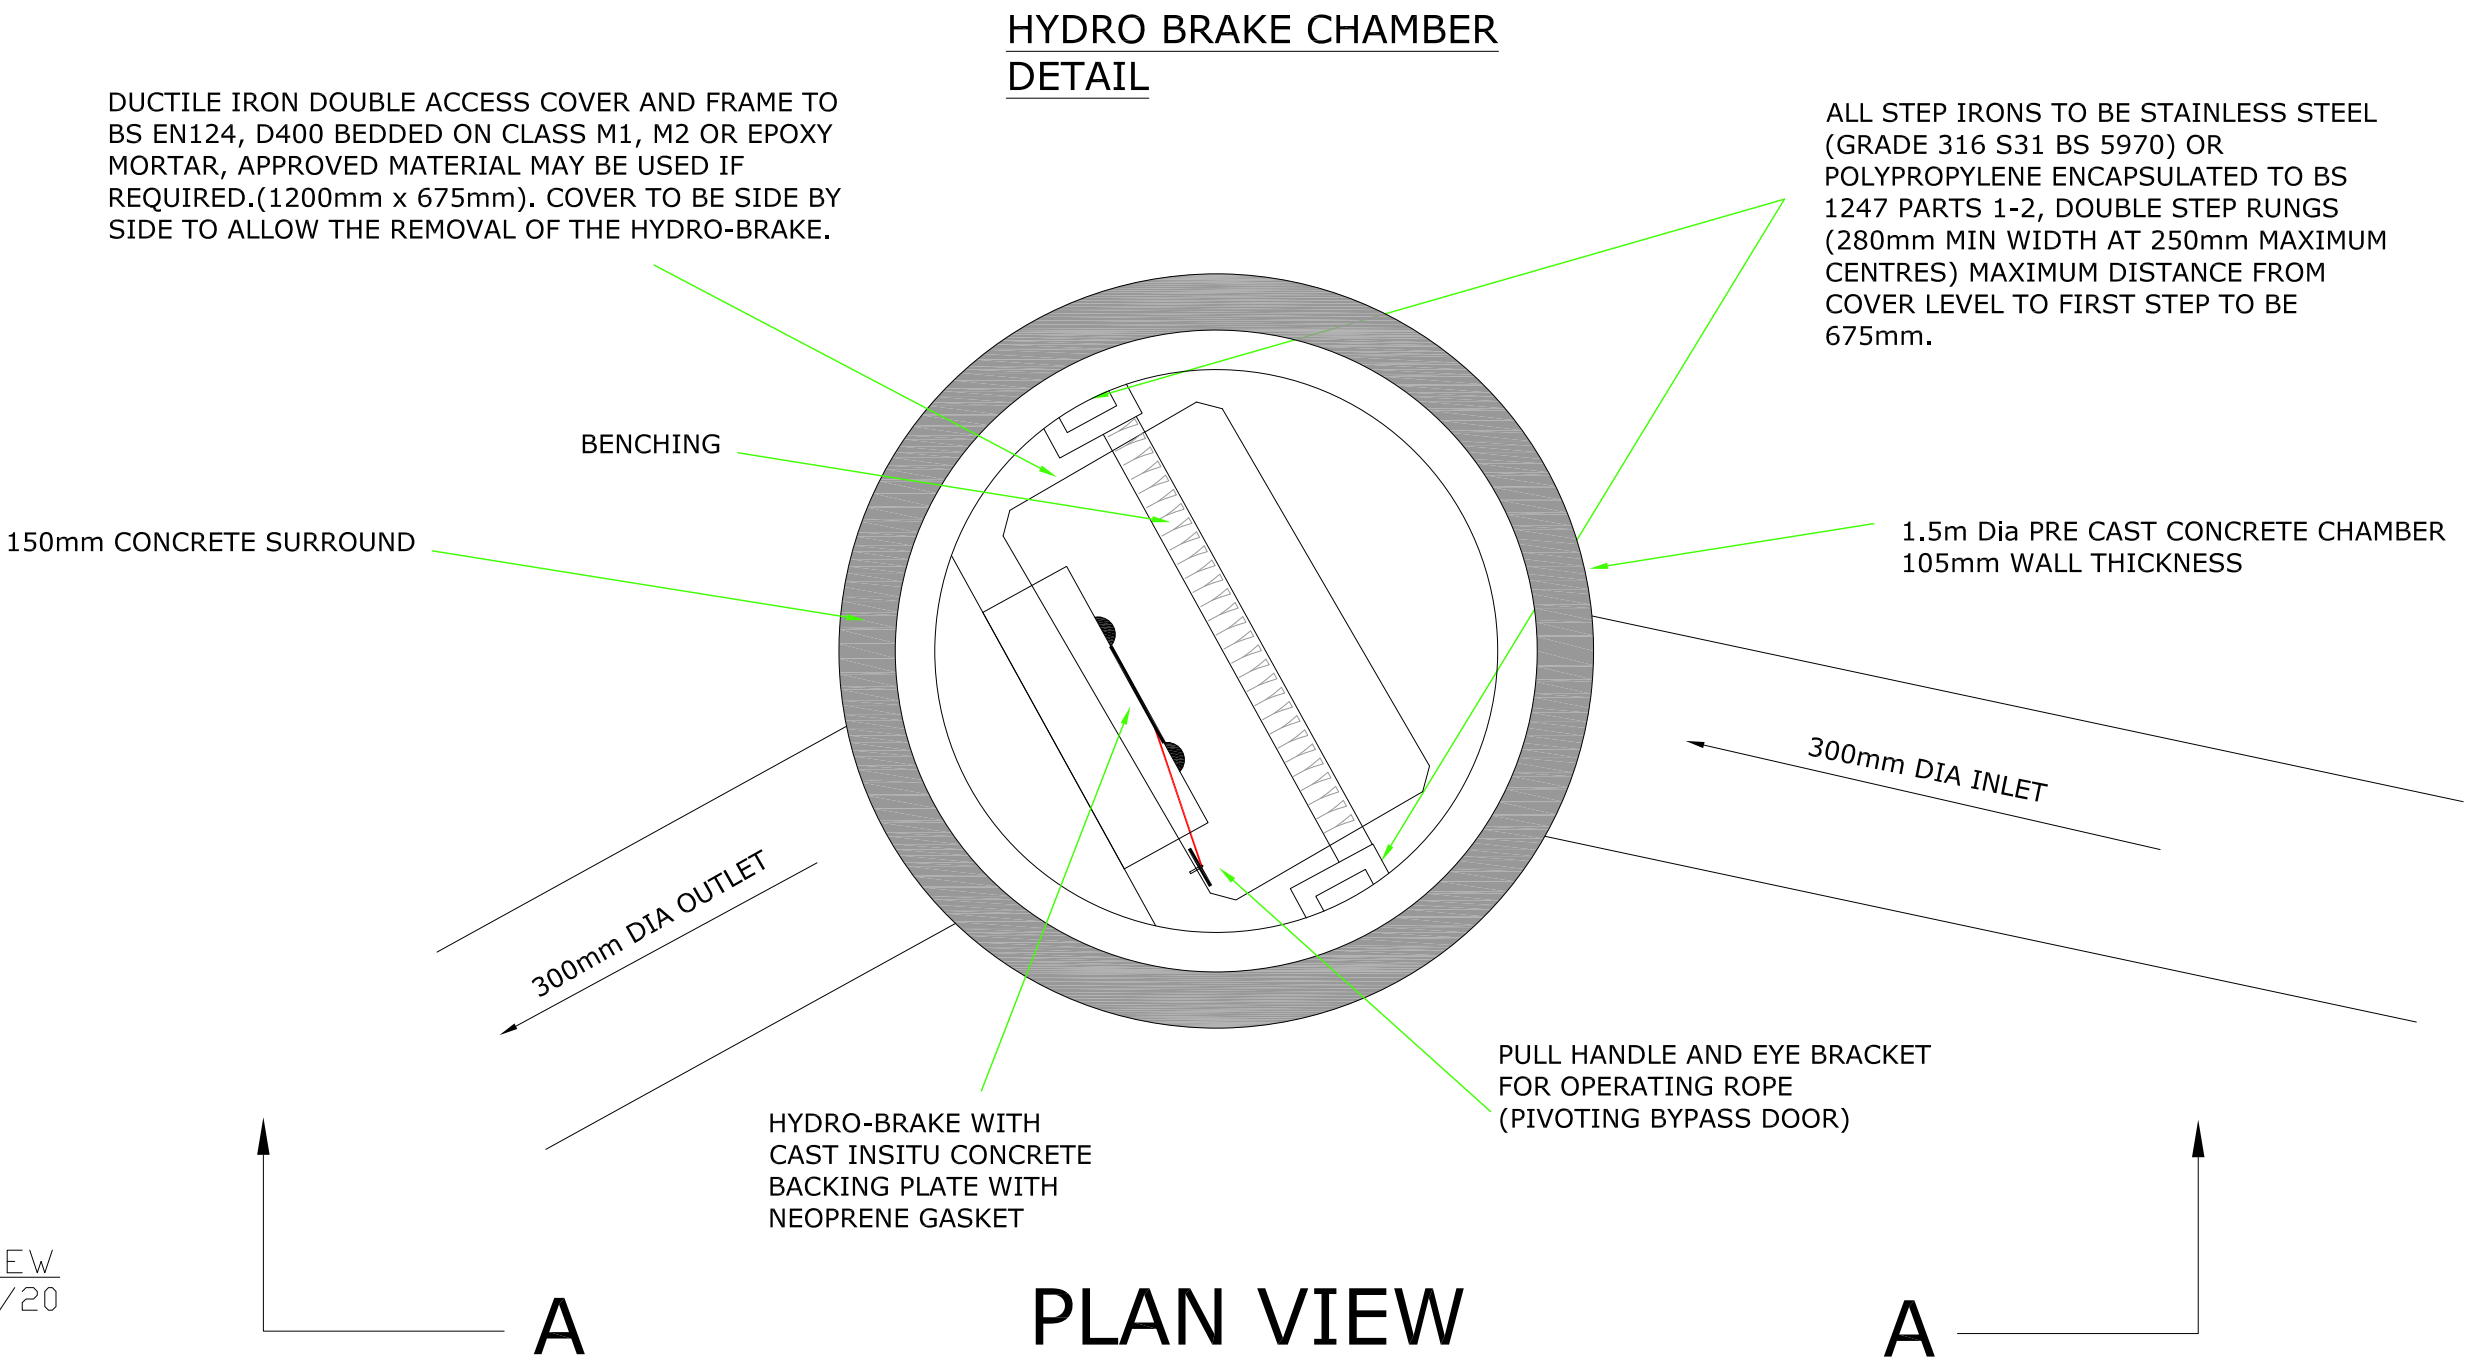 HYDRO BRAKE CHAMBER
DETAIL
DUCTILE IRON DOUBLE ACCESS COVER AND FRAME TO
BS EN124, D400 BEDDED ON CLASS M1, M2 OR EPOXY
MORTAR, APPROVED MATERIAL MAY BE USED IF
REQUIRED.(1200mm x 675mm). COVER TO BE SIDE BY
SIDE TO ALLOW THE REMOVAL OF THE HYDRO-BRAKE.
ALL STEP IRONS TO BE STAINLESS STEEL
(GRADE 316 S31 BS 5970) OR
POLYPROPYLENE ENCAPSULATED TO BS
1247 PARTS 1-2, DOUBLE STEP RUNGS
(280mm MIN WIDTH AT 250mm MAXIMUM
CENTRES) MAXIMUM DISTANCE FROM
COVER LEVEL TO FIRST STEP TO BE
675mm.
BENCHING
150mm CONCRETE SURROUND
1.5m Dia PRE CAST CONCRETE CHAMBER
105mm WALL THICKNESS
300mm DIA INLET
300mm DIA OUTLET
PULL HANDLE AND EYE BRACKET
FOR OPERATING ROPE
(PIVOTING BYPASS DOOR)
HYDRO-BRAKE WITH
CAST INSITU CONCRETE
BACKING PLATE WITH
NEOPRENE GASKET
EW
/20
A
PLAN VIEW
A